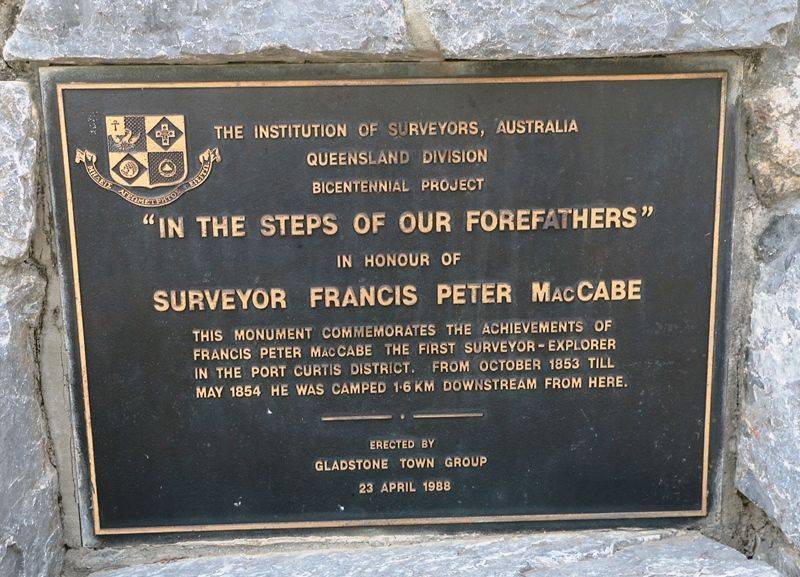 THE INSTITUTION OF SURVEYORS, AUSTRALIA
QUEENSLAND DIVISION
BICENTENNIAL PROJECT
"IN THE STEPS OF OUR FOREFATHERS"
IN HONOUR OF
SURVEYOR FRANCIS PETER MacCABE
THIS MONUMENT COMMEMORATES THE ACHIEVEMENTS OF
FRANCIS PETER MacCABE THE FIRST SURVEYOR-EXPLORER
IN THE PORT CURTIS DISTRICT. FROM OCTOBER 1853 TILL
MAY 1854 HE WAS CAMPED 1·6 KM DOWNSTREAM FROM HERE.
ERECTED BY
GLADSTONE TOWN GROUP
23 APRIL 1988